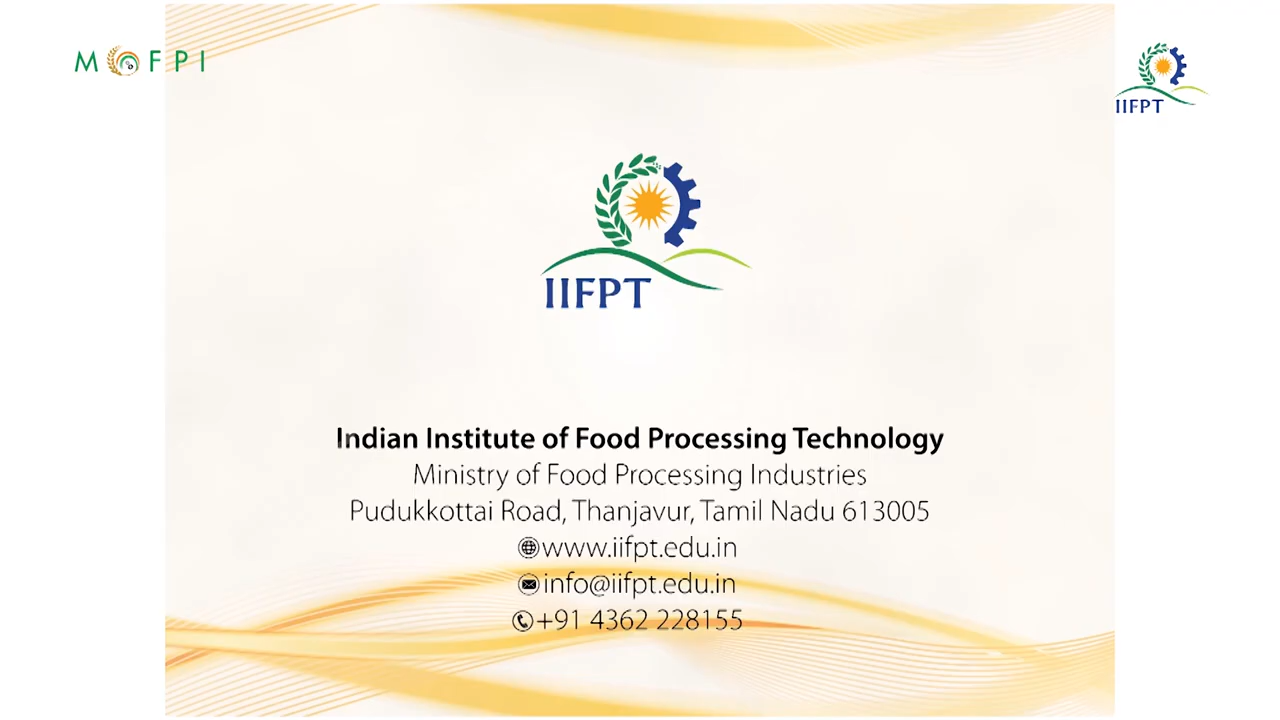 MOFPI
IIFPT
IIFPT
Indian Institute of Food Processing Technology
Ministry of Food Processing Industries
Pudukkottai Road, Thanjavur, Tamil Nadu 613005
www.iifpt.edu.in
info@iifpt.edu.in
+91 4362 228155